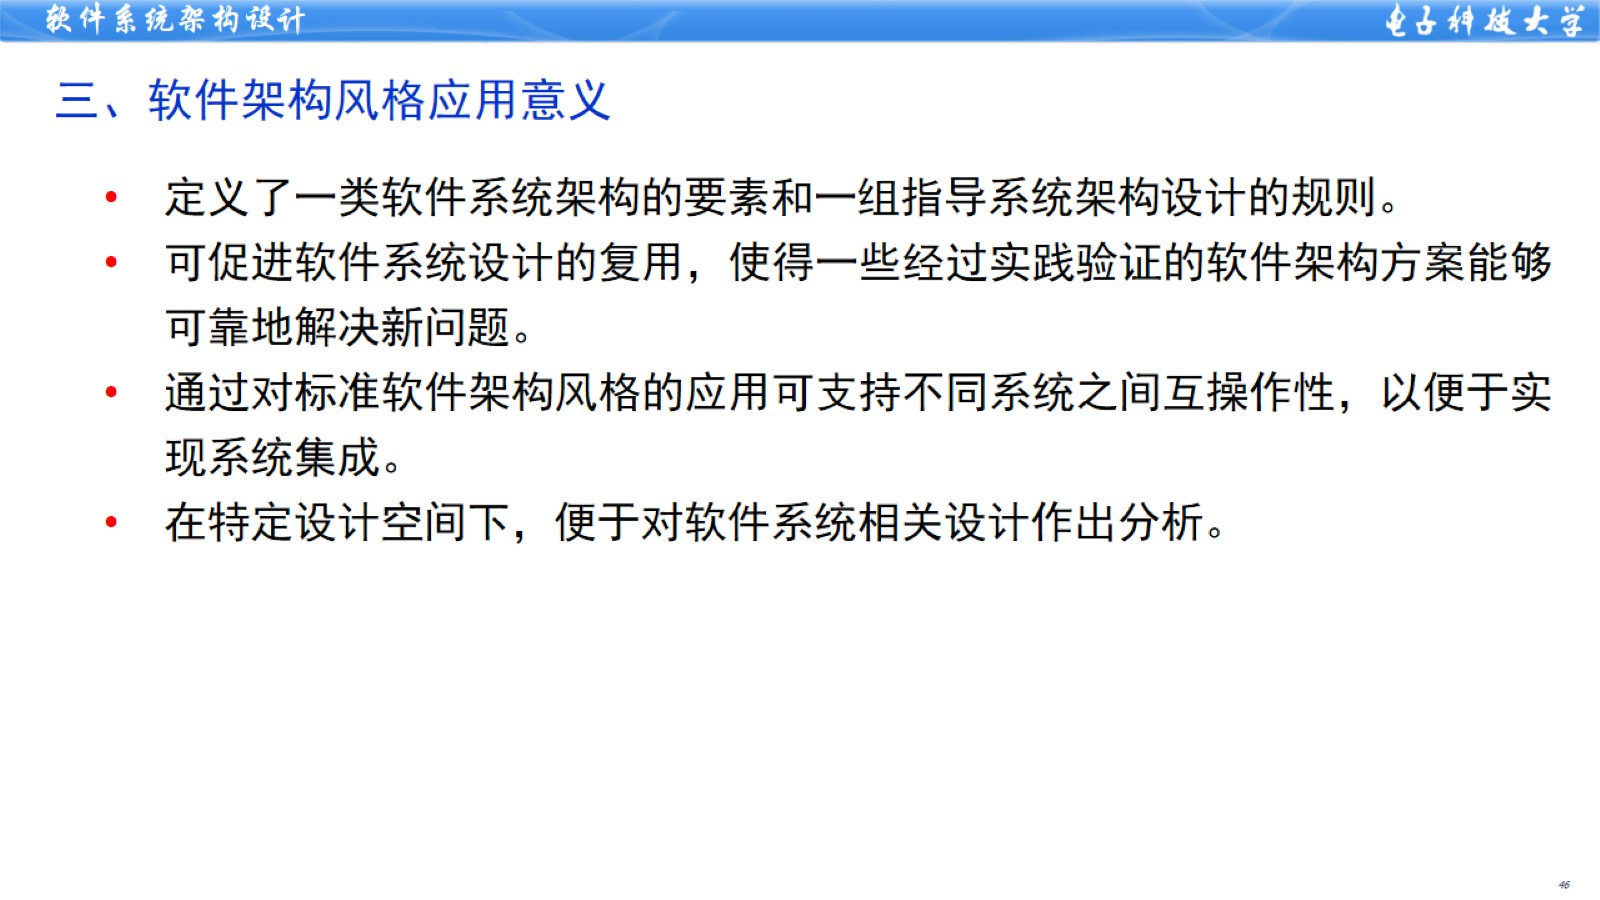 软件系统架构设计
电子科技大学
三、软件架构风格应用意义
• 定义了一类软件系统架构的要素和一组指导系统架构设计的规则。
• 可促进软件系统设计的复用，使得一些经过实践验证的软件架构方案能够
可靠地解决新问题。
• 通过对标准软件架构风格的应用可支持不同系统之间互操作性，以便于实
现系统集成。
• 在特定设计空间下，便于对软件系统相关设计作出分析。
46